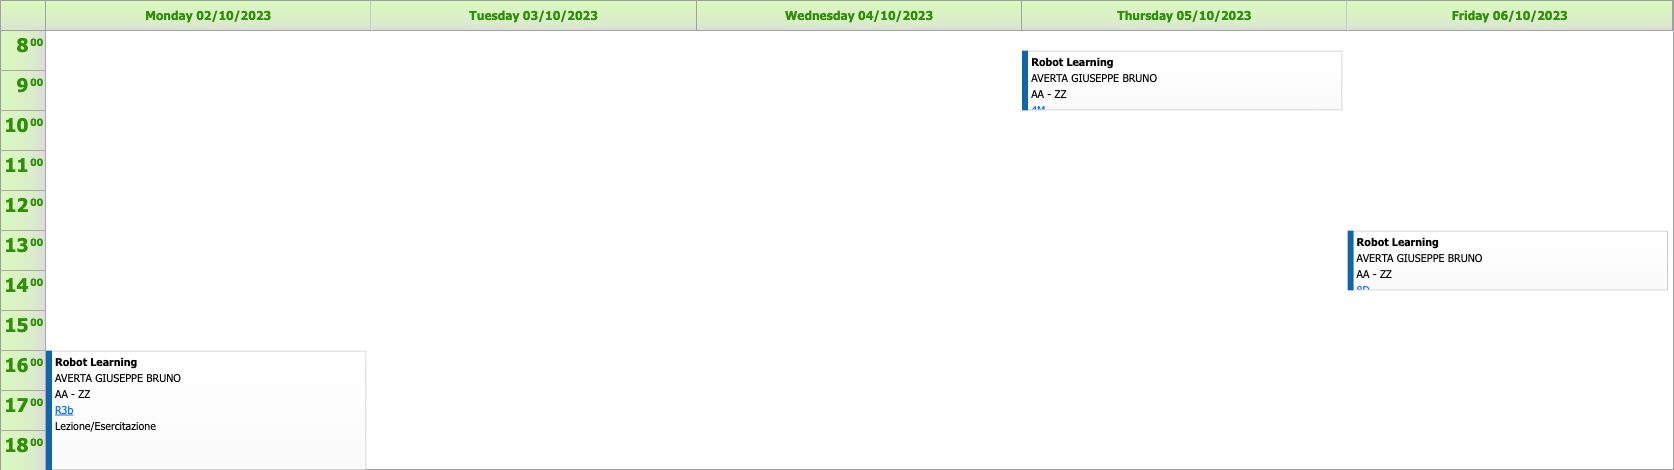 Monday 02/10/2023
Tuesday 03/10/2023
Wednesday 04/10/2023
Thursday 05/10/2023
Friday 06/10/2023
8 00
9 00
10 00
11 00
12 00
13 00
14 00
15 00
16 00
17 00
18 00
Robot Learning
AVERTA GIUSEPPE BRUNO
AA - ZZ
R3b
Lezione/Esercitazione
Robot Learning
AVERTA GIUSEPPE BRUNO
AA - ZZ
Robot Learning
AVERTA GIUSEPPE BRUNO
AA - ZZ